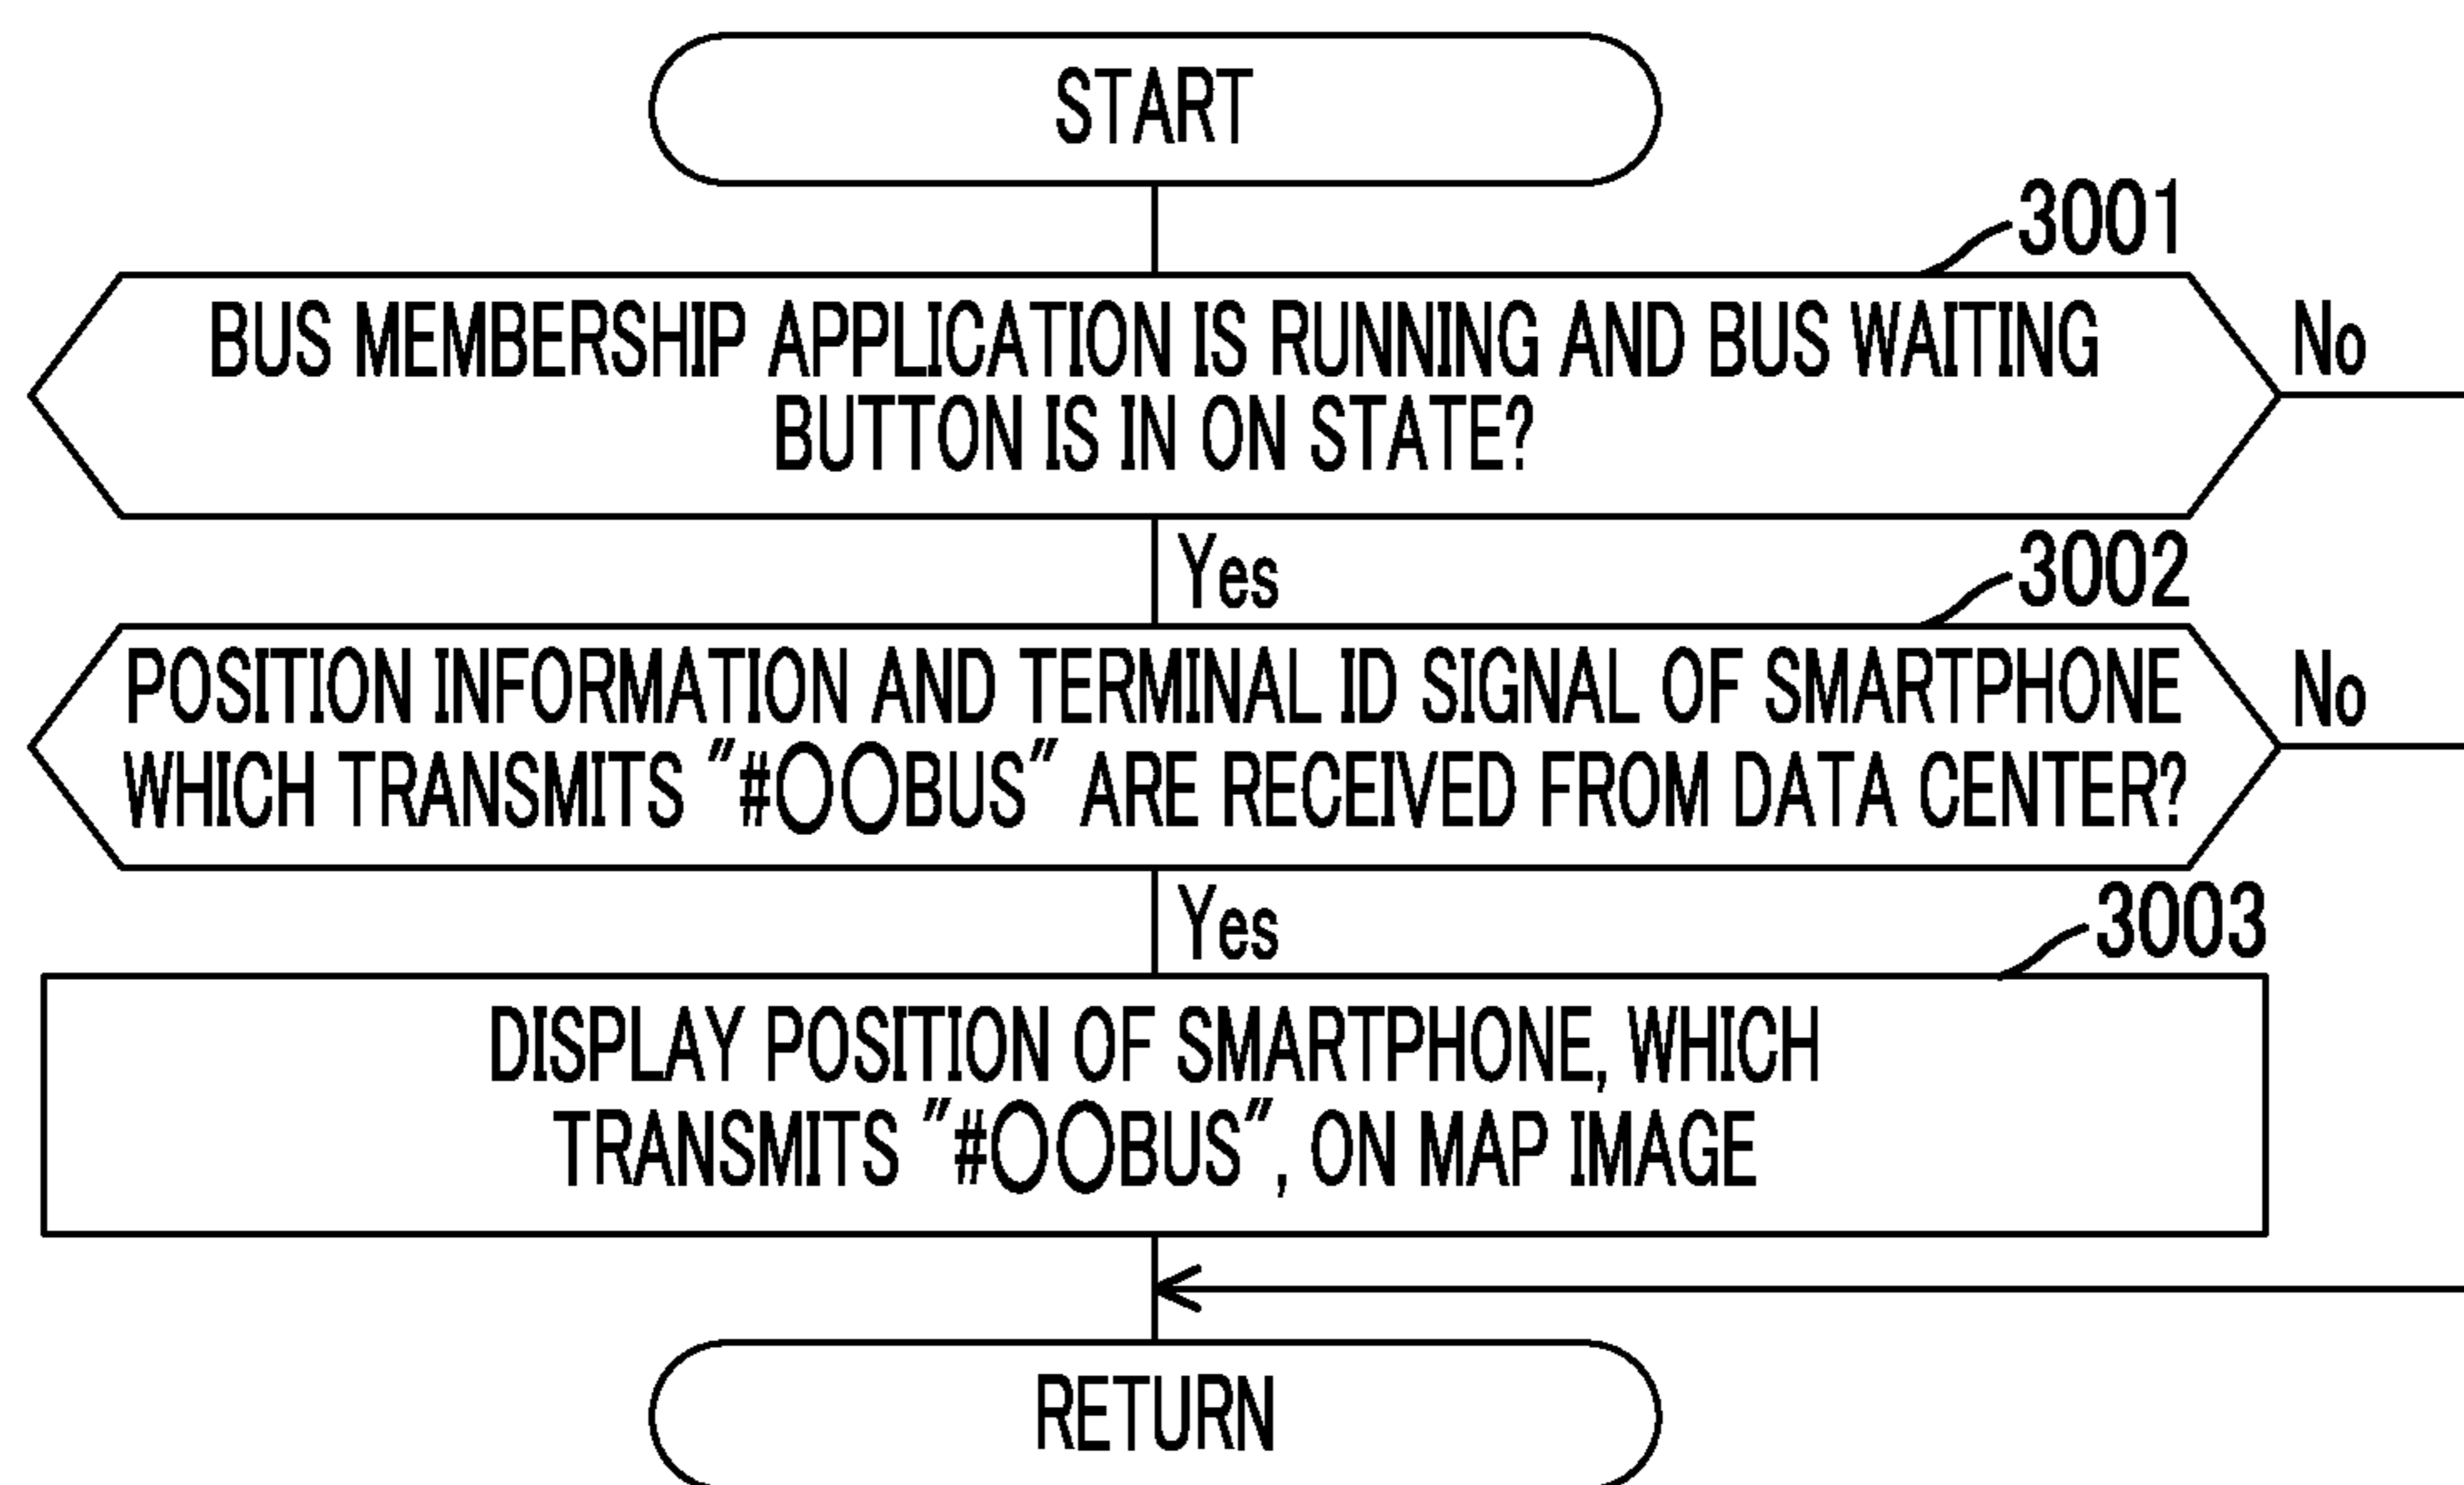 START
3001
BUS MEMBERSHIP APPLICATION IS RUNNING AND BUS WAITING
BUTTON IS IN ON STATE?
No
Yes
3002
POSITION INFORMATION AND TERMINAL ID SIGNAL OF SMARTPHONE
WHICH TRANSMITS "#○○BUS" ARE RECEIVED FROM DATA CENTER?
No
Yes
3003
DISPLAY POSITION OF SMARTPHONE, WHICH
TRANSMITS "#○○BUS", ON MAP IMAGE
RETURN